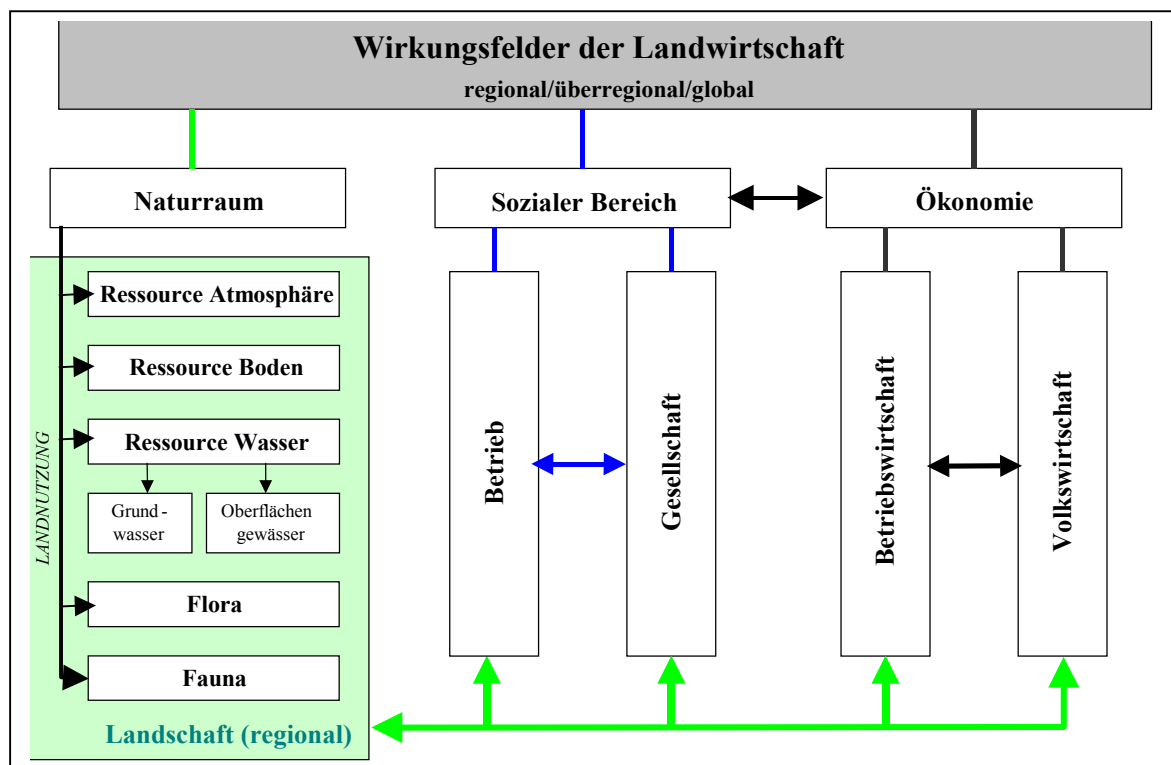 Wirkungsfelder der Landwirtschaft
regional/überregional/global
Naturraum
Sozialer Bereich
Ökonomie
LANDNUTZUNG
Ressource Atmosphäre
Ressource Boden
Ressource Wasser
Grund-
wasser
Oberflächen
gewässer
Flora
Fauna
Landschaft (regional)
Betrieb
Gesellschaft
Betriebswirtschaft
Volkswirtschaft